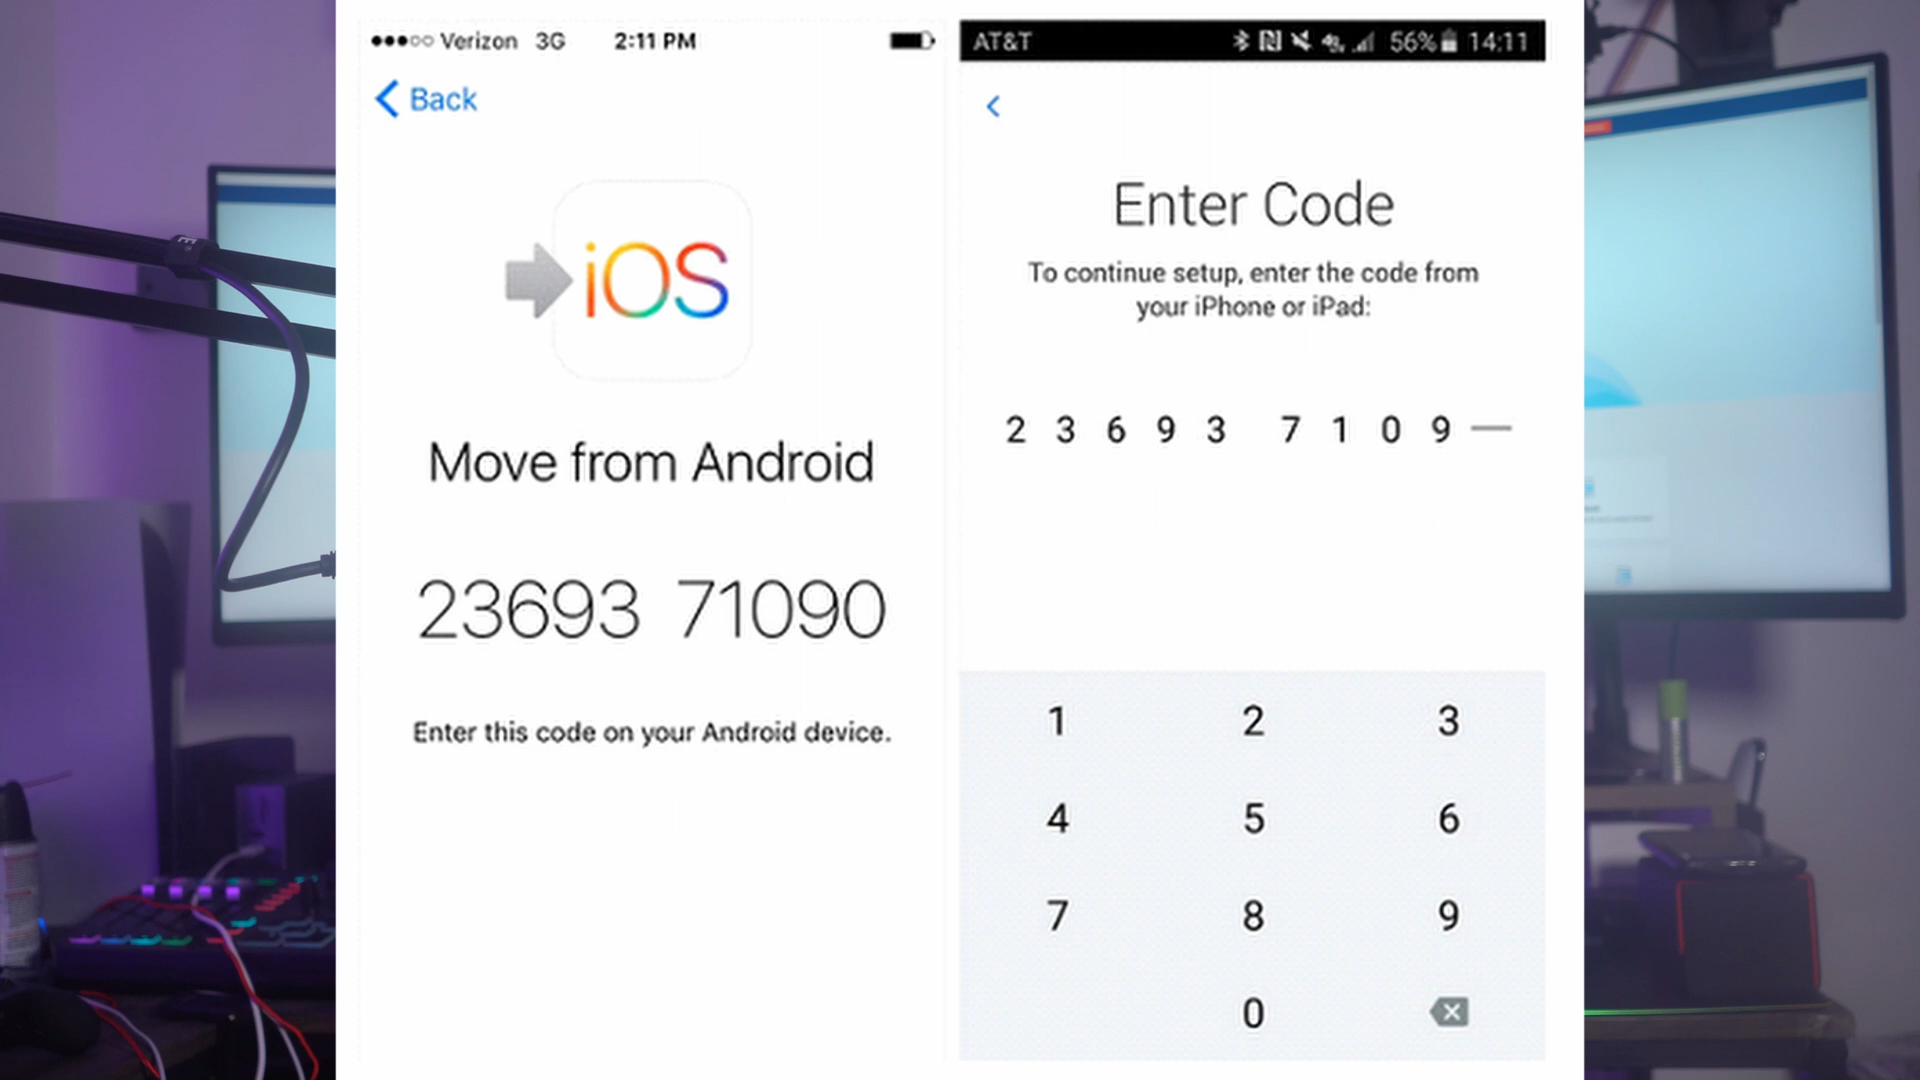 Verizon 3G 2:11 PM
Back
iOS
Move from Android
23693 71090
Enter this code on your Android device.
AT&T 56% 14:11
Enter Code
To continue setup, enter the code from
your iPhone or iPad:
2 3 6 9 3 7 1 0 9
1 2 3
4 5 6
7 8 9
0